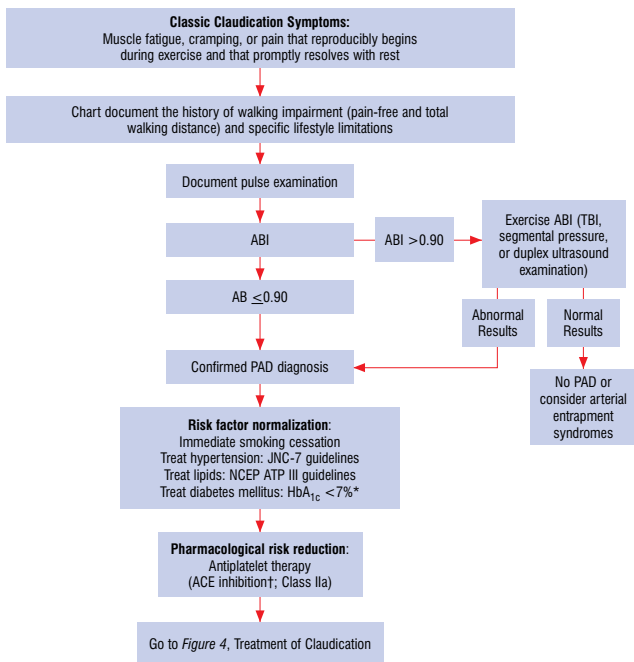 Classic Claudication Symptoms:
Muscle fatigue, cramping, or pain that reproducibly begins
during exercise and that promptly resolves with rest
Chart document the history of walking impairment (pain-free and total
walking distance) and specific lifestyle limitations
Document pulse examination
ABI
ABI >0.90
Exercise ABI (TBI,
segmental pressure,
or duplex ultrasound
examination)
AB ≤0.90
Abnormal
Results
Normal
Results
Confirmed PAD diagnosis
No PAD or
consider arterial
entrapment
syndromes
Risk factor normalization:
Immediate smoking cessation
Treat hypertension: JNC-7 guidelines
Treat lipids: NCEP ATP III guidelines
Treat diabetes mellitus: HbA1c <7%*
Pharmacological risk reduction:
Antiplatelet therapy
(ACE inhibition†; Class IIa)
Go to Figure 4, Treatment of Claudication